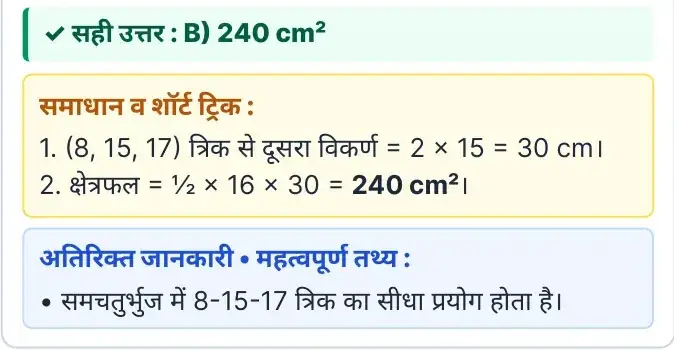 ✓ सही उत्तर : B) 240 cm²
समाधान व शॉर्ट ट्रिक :
1. (8, 15, 17) त्रिक से दूसरा विकर्ण = 2 × 15 = 30 cm।
2. क्षेत्रफल = ½ × 16 × 30 = 240 cm²।
अतिरिक्त जानकारी • महत्वपूर्ण तथ्य :
• समचतुर्भुज में 8-15-17 त्रिक का सीधा प्रयोग होता है।